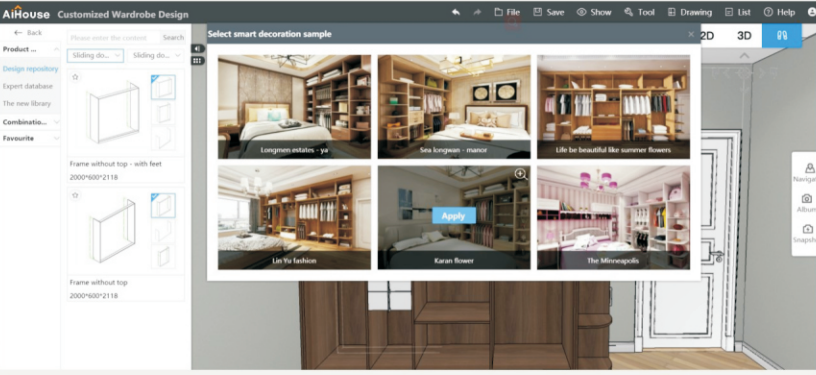 AiHouse Customized Wardrobe Design
File Save Show Tool Drawing List Help
← Back
Please enter the content Search
Product ...
Sliding do... Sliding do...
Design repository
Expert database
The new library
Combinatio...
Favourite
Frame without top - with feet
2000*600*2118
Frame without top
2000*600*2118
Select smart decoration sample ×
Longmen estates - ya
Sea longwan - manor
Life be beautiful like summer flowers
Lin Yu fashion
Apply
Karan flower
The Minneapolis
2D 3D
Naviga
Album
Snapsh